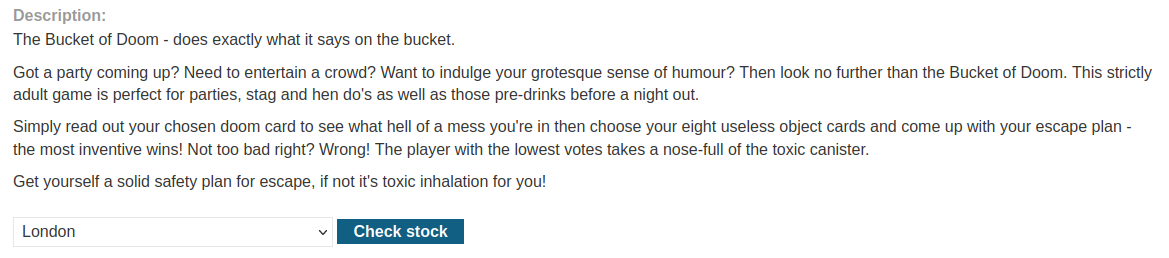 Description:
The Bucket of Doom - does exactly what it says on the bucket.
Got a party coming up? Need to entertain a crowd? Want to indulge your grotesque sense of humour? Then look no further than the Bucket of Doom. This strictly
adult game is perfect for parties, stag and hen do's as well as those pre-drinks before a night out.
Simply read out your chosen doom card to see what hell of a mess you're in then choose your eight useless object cards and come up with your escape plan -
the most inventive wins! Not too bad right? Wrong! The player with the lowest votes takes a nose-full of the toxic canister.
Get yourself a solid safety plan for escape, if not it's toxic inhalation for you!
London Check stock